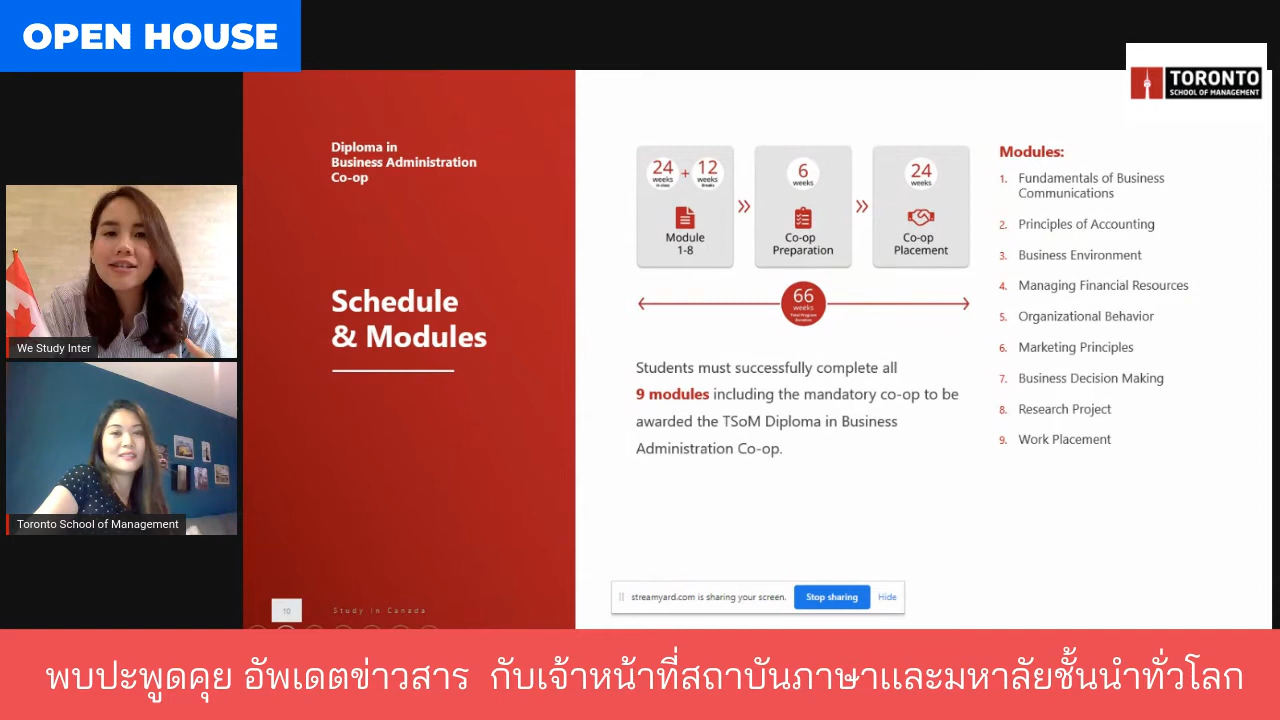 OPEN HOUSE
TORONTO
SCHOOL OF MANAGEMENT
Diploma in
Business Administration
Co-op
Schedule
& Modules
10
Study In Canada
24 + 12
weeks weeks
in class Breaks
Module
1-8
6
weeks
Co-op
Preparation
24
weeks
Co-op
Placement
66
weeks
Total Program
Duration
Students must successfully complete all
9 modules including the mandatory co-op to be
awarded the TSoM Diploma in Business
Administration Co-op.
Modules:
1. Fundamentals of Business
Communications
2. Principles of Accounting
3. Business Environment
4. Managing Financial Resources
5. Organizational Behavior
6. Marketing Principles
7. Business Decision Making
8. Research Project
9. Work Placement
We Study Inter
Toronto School of Management
streamyard.com is sharing your screen. Stop sharing Hide
พบปะพูดคุย อัพเดตข่าวสาร กับเจ้าหน้าที่สถาบันภาษาและมหาลัยชั้นนำทั่วโลก